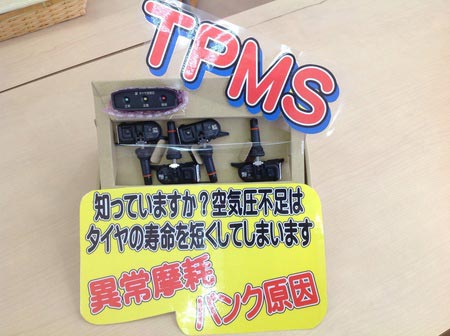 TPMS
知っていますか？空気圧不足は
タイヤの寿命を短くしてしまいます
異常摩耗
パンク原因